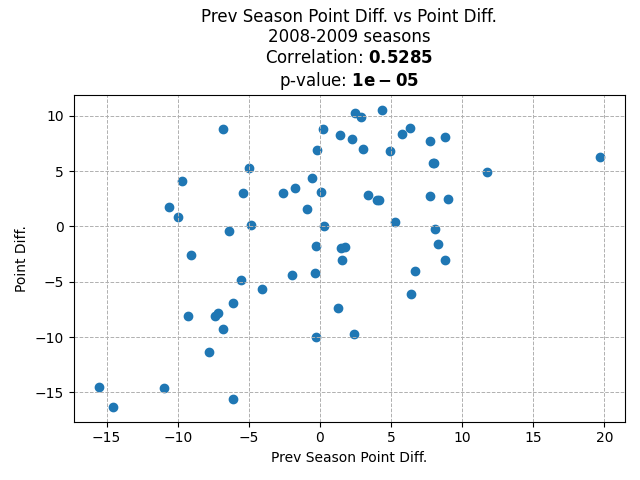 Prev Season Point Diff. vs Point Diff.
2008-2009 seasons
Correlation: 0.5285
p-value: 1e − 05
10
5
0
−5
−10
−15
Point Diff.
−15 −10 −5 0 5 10 15 20
Prev Season Point Diff.